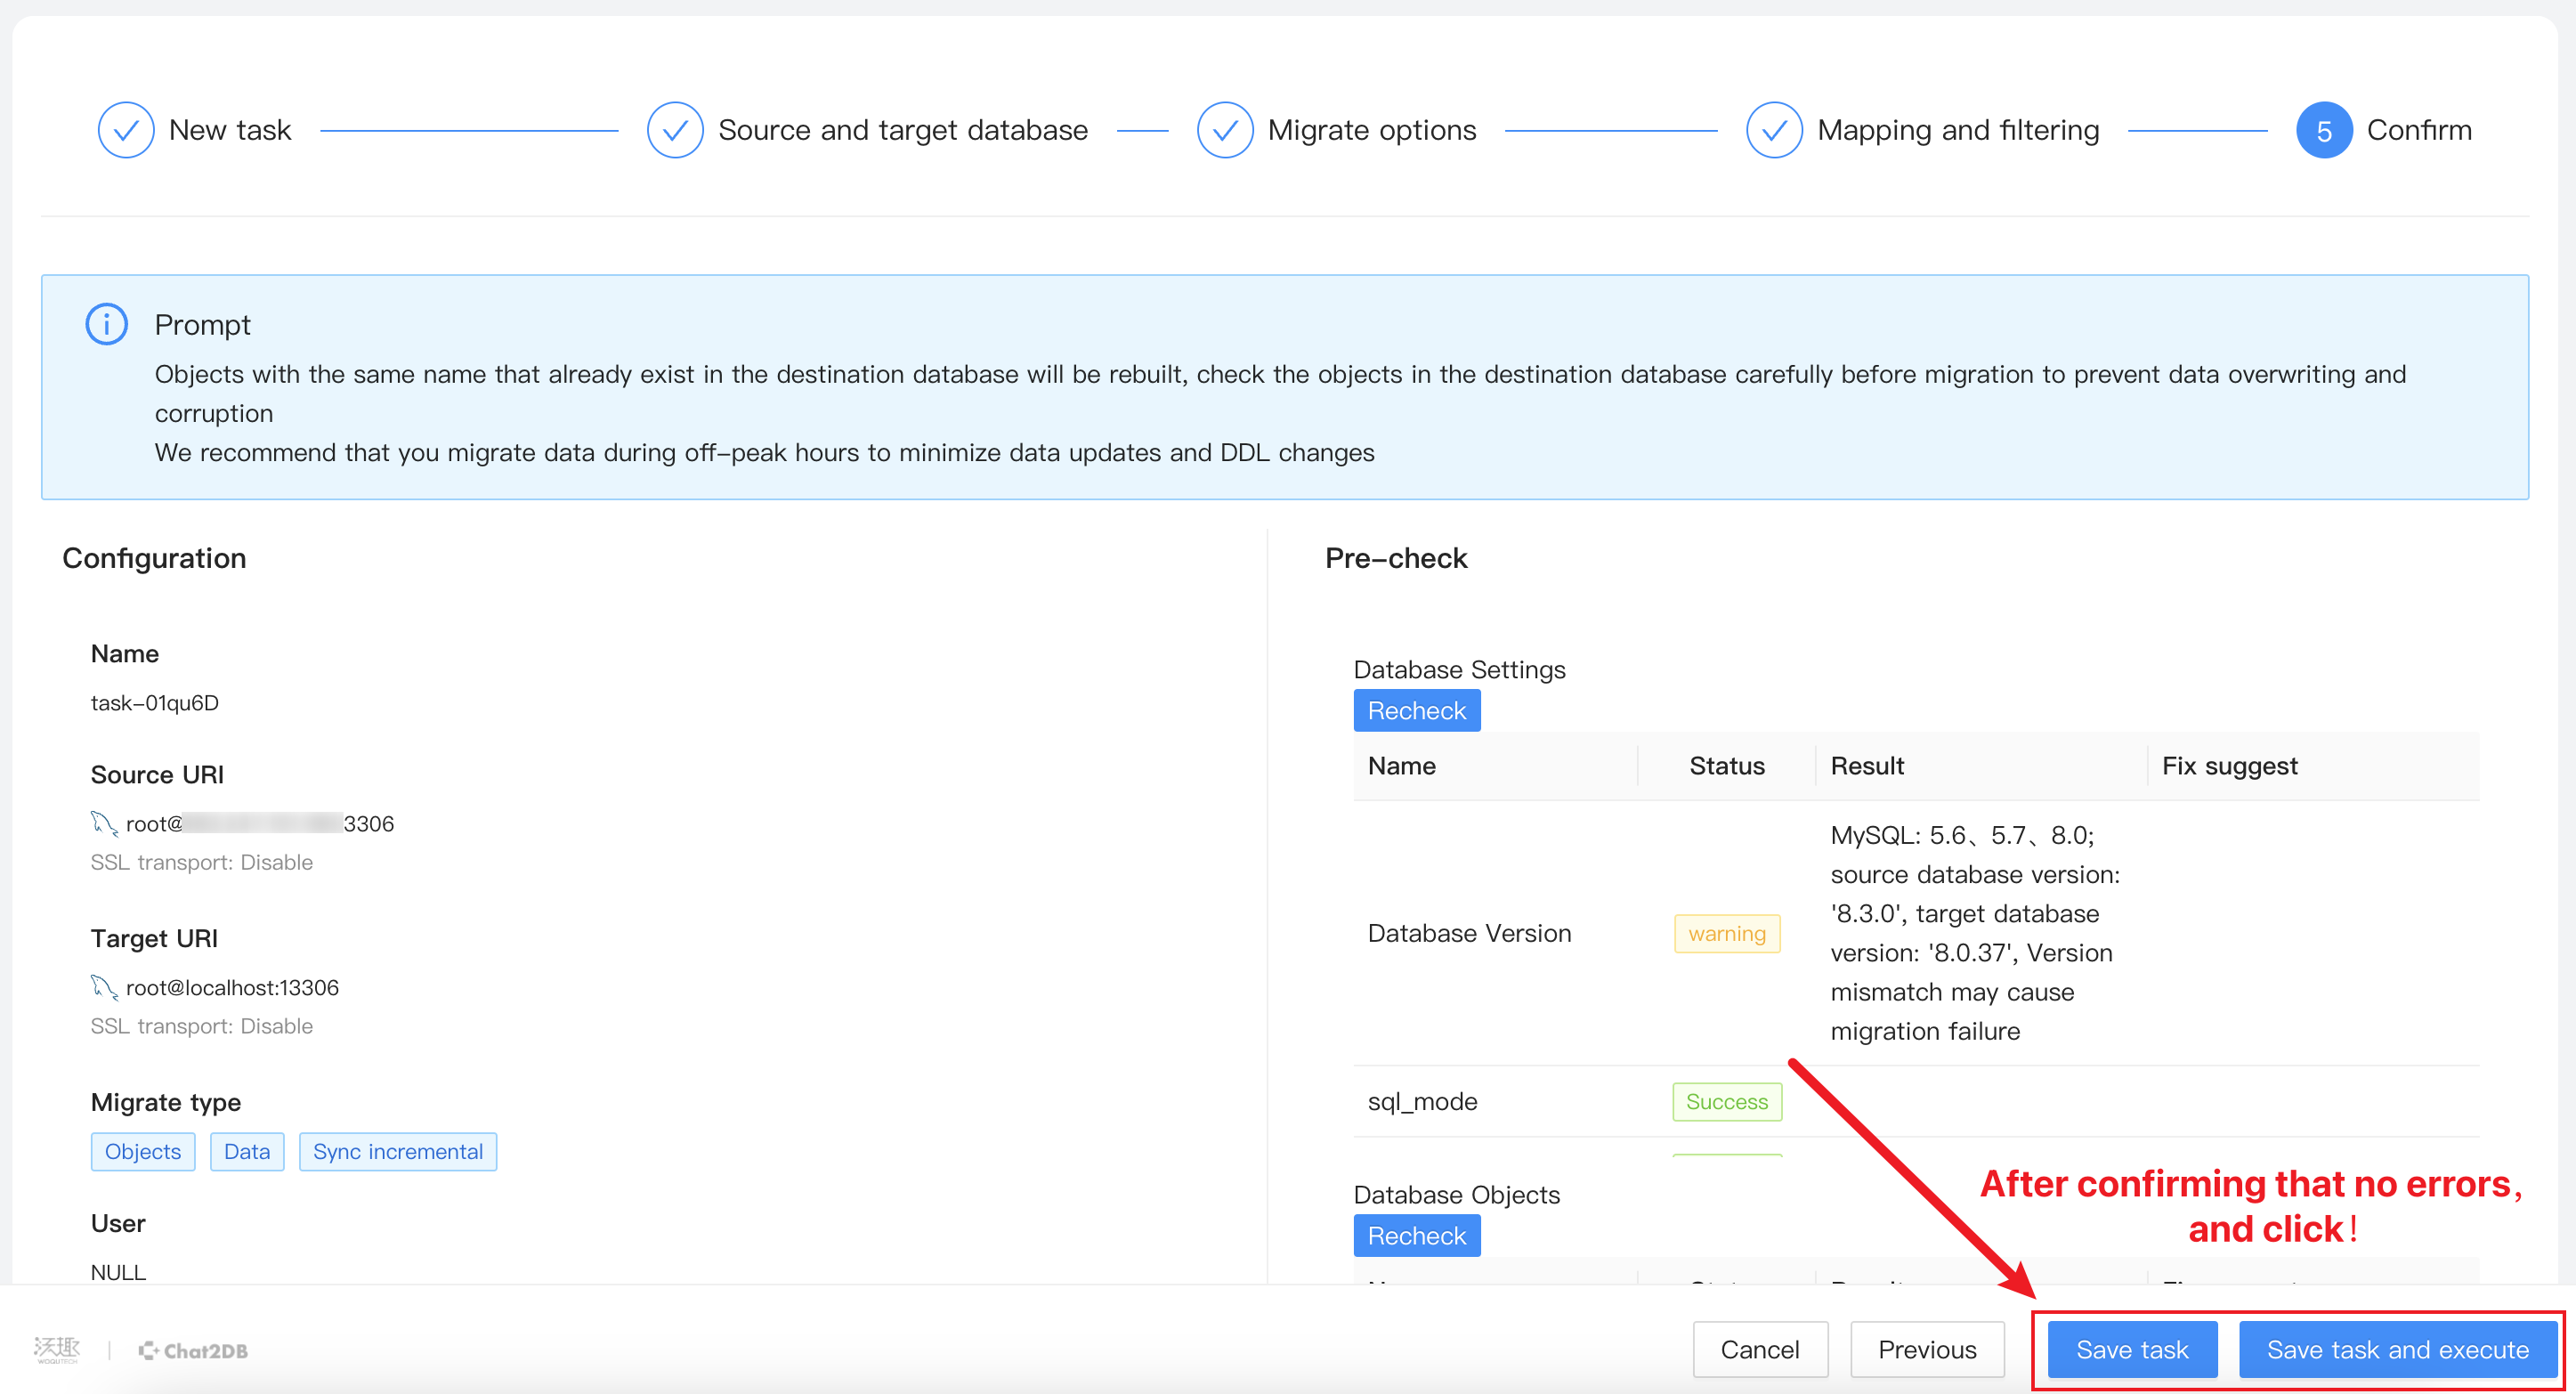 New task
Source and target database
Migrate options
Mapping and filtering
5 Confirm
Prompt
Objects with the same name that already exist in the destination database will be rebuilt, check the objects in the destination database carefully before migration to prevent data overwriting and
corruption
We recommend that you migrate data during off-peak hours to minimize data updates and DDL changes
Configuration
Name
task-01qu6D
Source URI
root@ 3306
SSL transport: Disable
Target URI
root@localhost:13306
SSL transport: Disable
Migrate type
Objects Data Sync incremental
User
NULL
Pre-check
Database Settings
Recheck
Name Status Result Fix suggest
Database Version
warning
MySQL: 5.6、5.7、8.0;
source database version:
'8.3.0', target database
version: '8.0.37', Version
mismatch may cause
migration failure
sql_mode Success
Database Objects
Recheck
After confirming that no errors，
and click！
沃趣
WOQUTECH
Chat2DB
Cancel Previous Save task Save task and execute